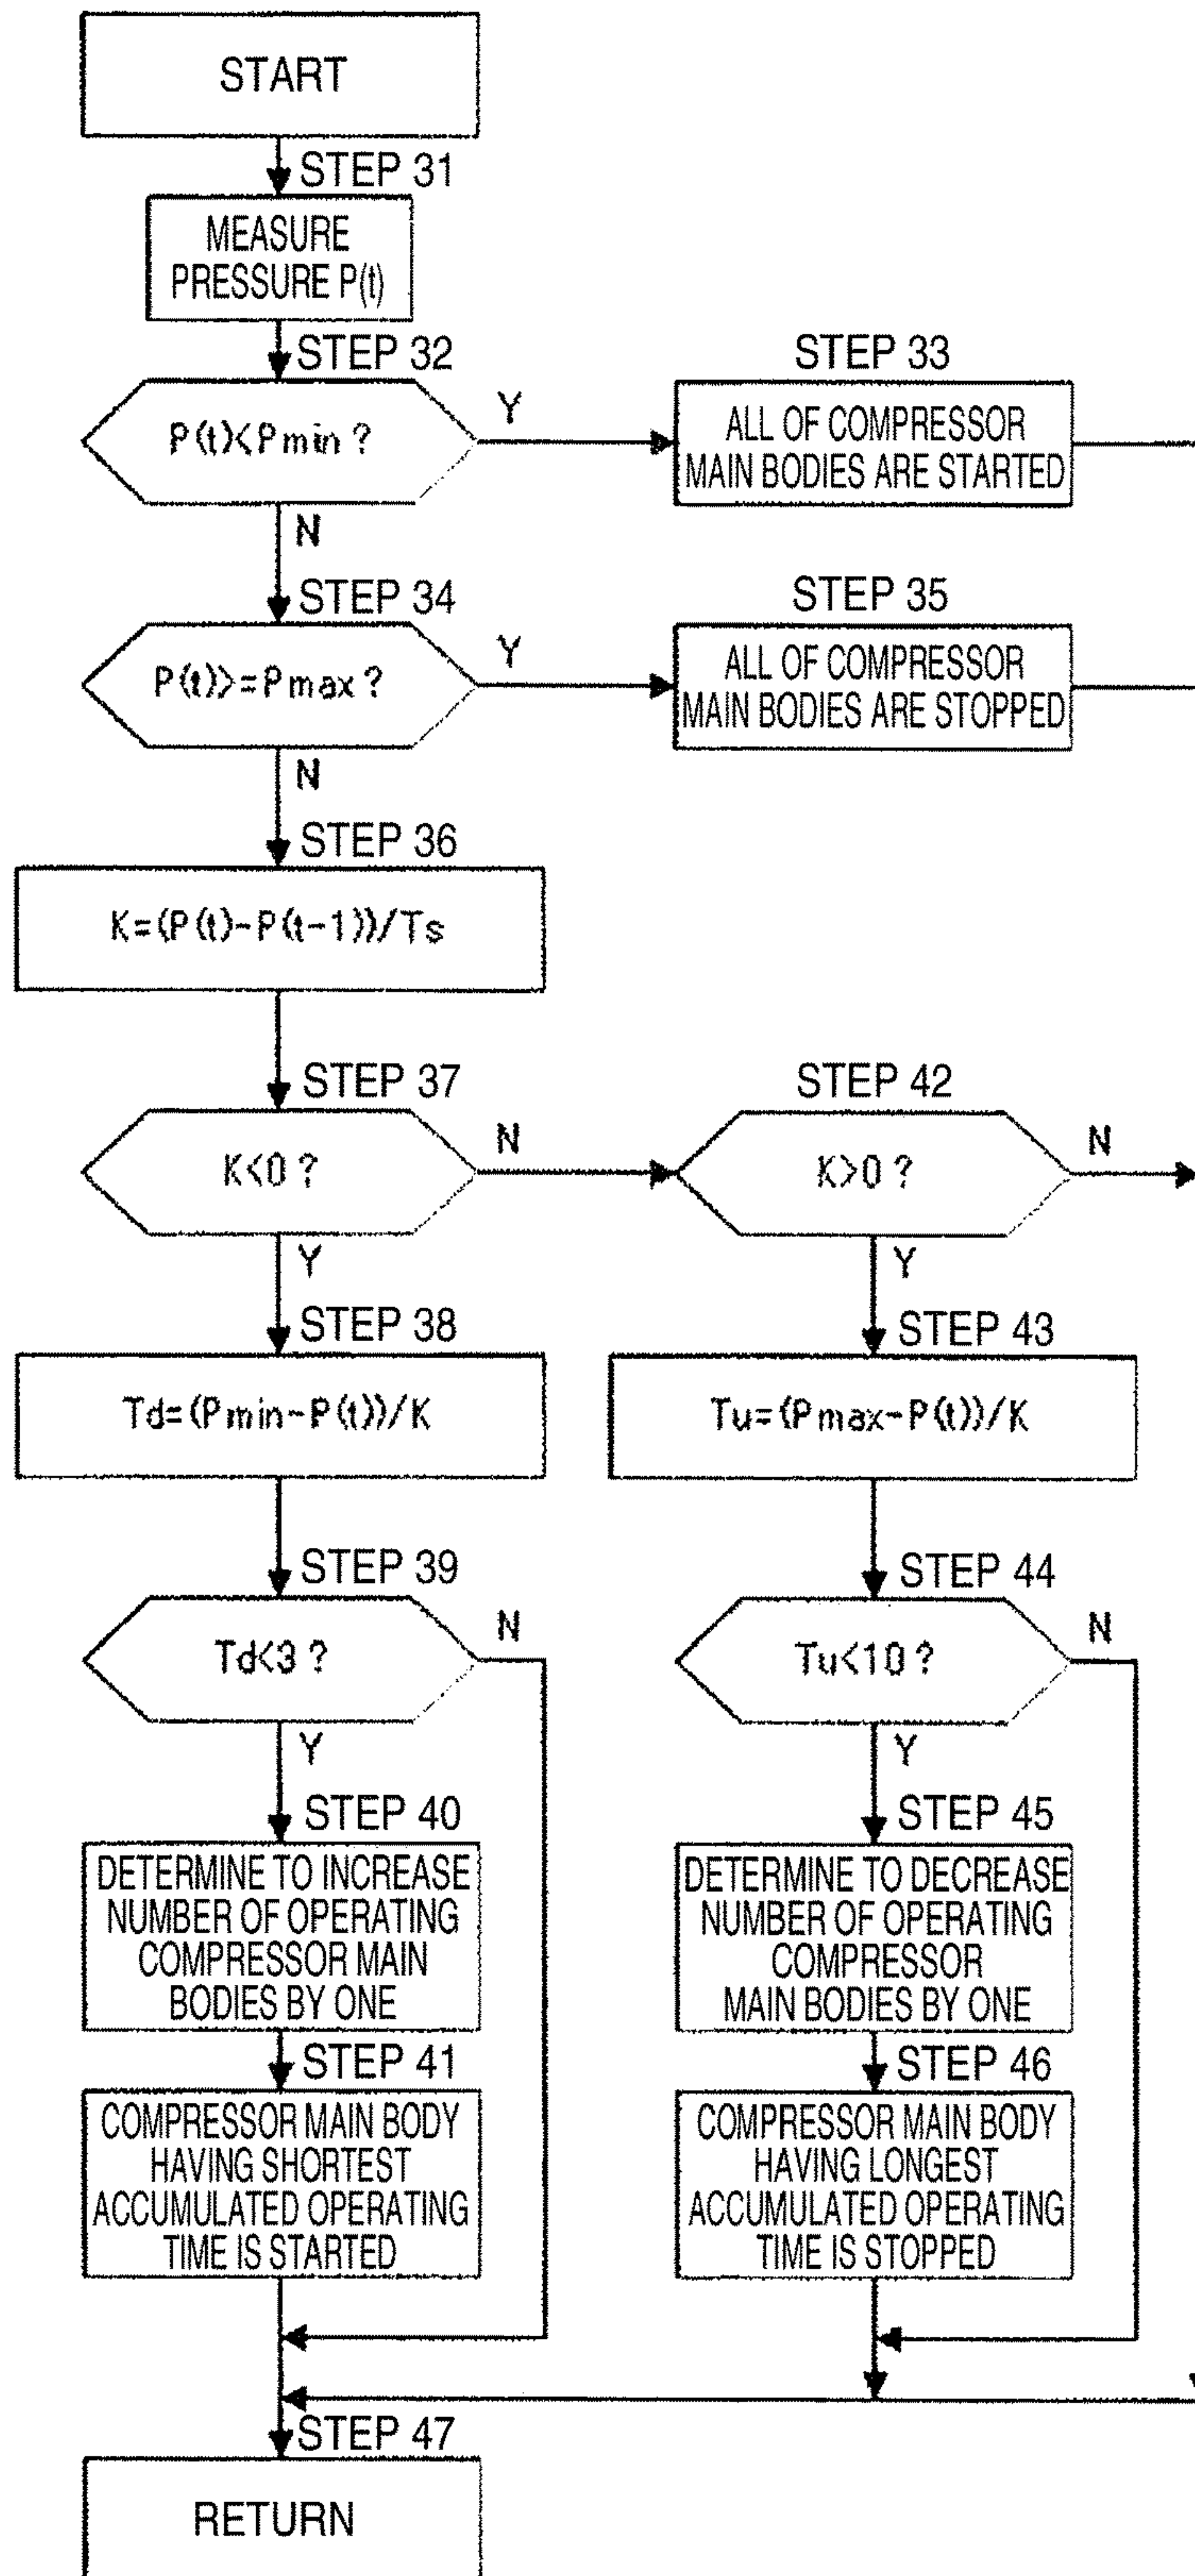 START
STEP 31
MEASURE
PRESSURE P(t)
STEP 32
P(t)<Pmin ?
Y
N
STEP 33
ALL OF COMPRESSOR
MAIN BODIES ARE STARTED
STEP 34
P(t)>=Pmax ?
Y
N
STEP 35
ALL OF COMPRESSOR
MAIN BODIES ARE STOPPED
STEP 36
K=(P(t)-P(t-1))/Ts
STEP 37
K<0 ?
N
Y
STEP 42
K>0 ?
N
Y
STEP 38
Td=(Pmin-P(t))/K
STEP 43
Tu=(Pmax-P(t))/K
STEP 39
Td<3 ?
N
Y
STEP 44
Tu<10 ?
N
Y
STEP 40
DETERMINE TO INCREASE
NUMBER OF OPERATING
COMPRESSOR MAIN
BODIES BY ONE
STEP 45
DETERMINE TO DECREASE
NUMBER OF OPERATING
COMPRESSOR
MAIN BODIES BY ONE
STEP 41
COMPRESSOR MAIN BODY
HAVING SHORTEST
ACCUMULATED OPERATING
TIME IS STARTED
STEP 46
COMPRESSOR MAIN BODY
HAVING LONGEST
ACCUMULATED OPERATING
TIME IS STOPPED
STEP 47
RETURN